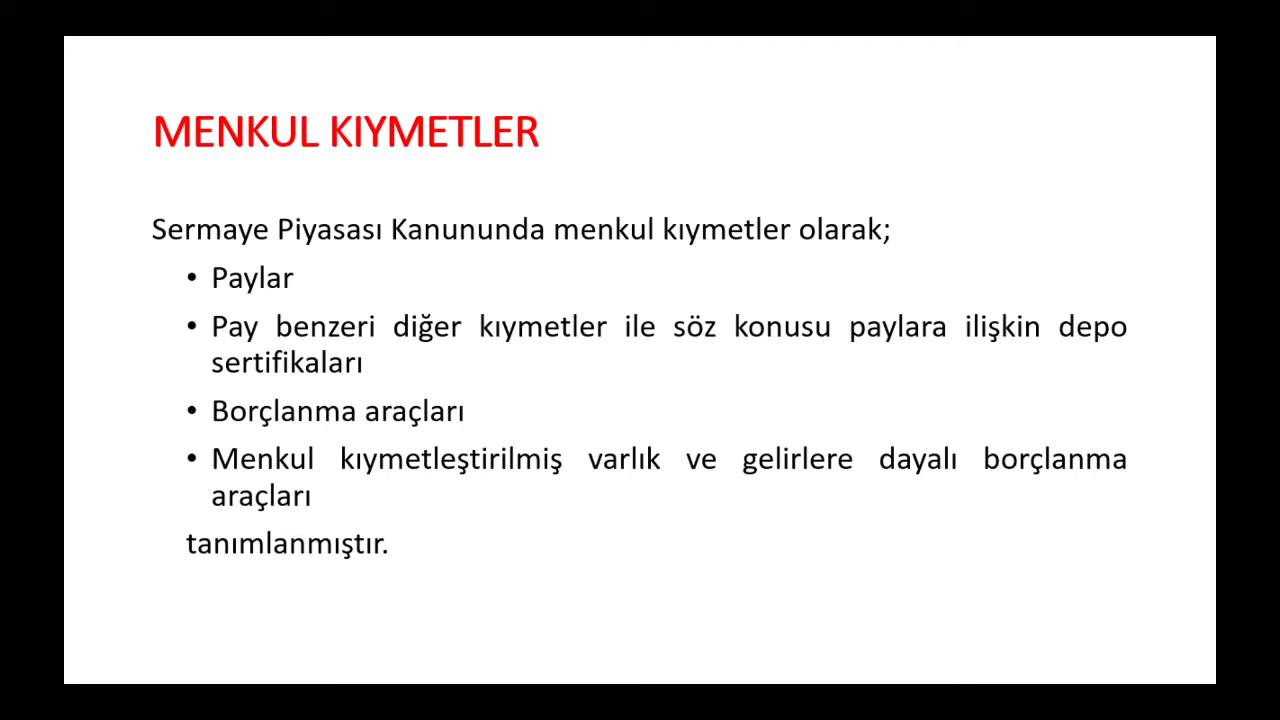 MENKUL KIYMETLER
Sermaye Piyasası Kanununda menkul kıymetler olarak;
• Paylar
• Pay benzeri diğer kıymetler ile söz konusu paylara ilişkin depo
sertifikaları
• Borçlanma araçları
• Menkul kıymetleştirilmiş varlık ve gelirlere dayalı borçlanma
araçları
tanımlanmıştır.